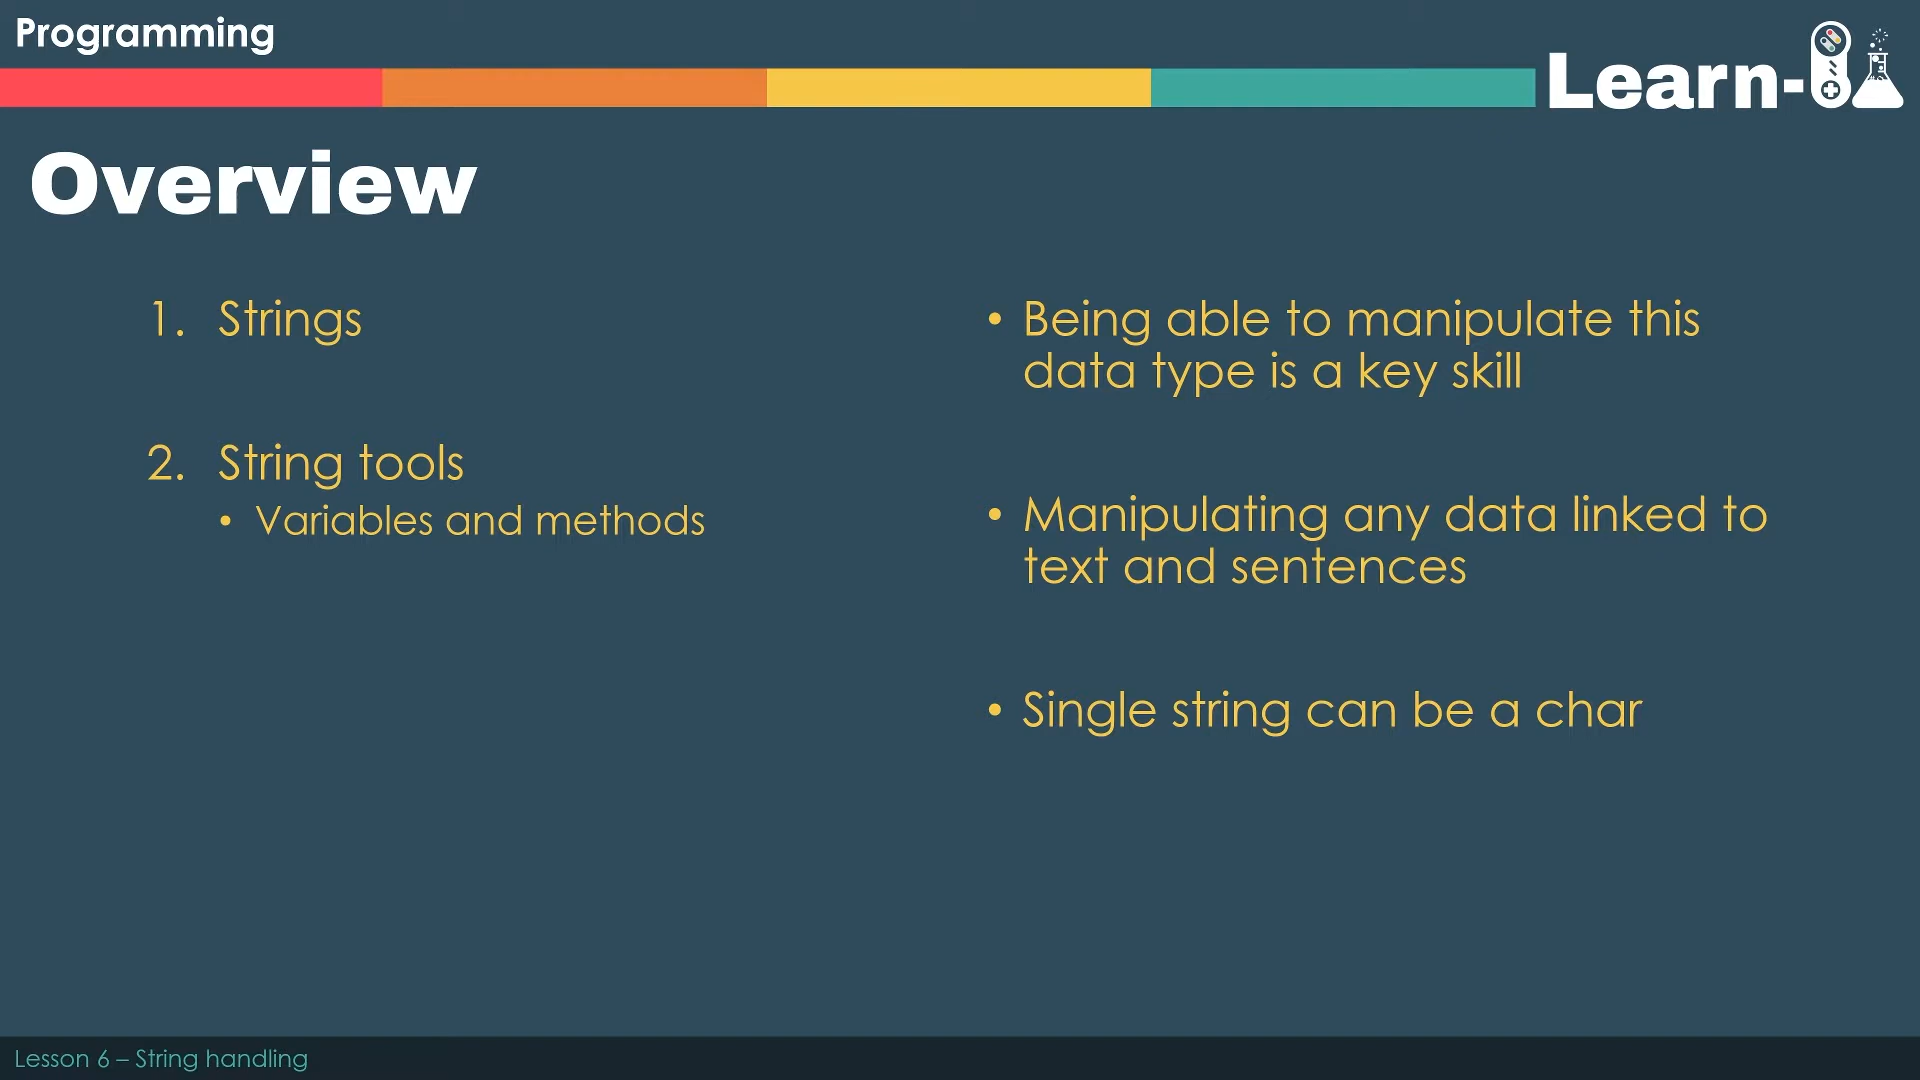 Programming
Learn-
Overview
1. Strings
2. String tools
• Variables and methods
• Being able to manipulate this
data type is a key skill
• Manipulating any data linked to
text and sentences
• Single string can be a char
Lesson 6 – String handling